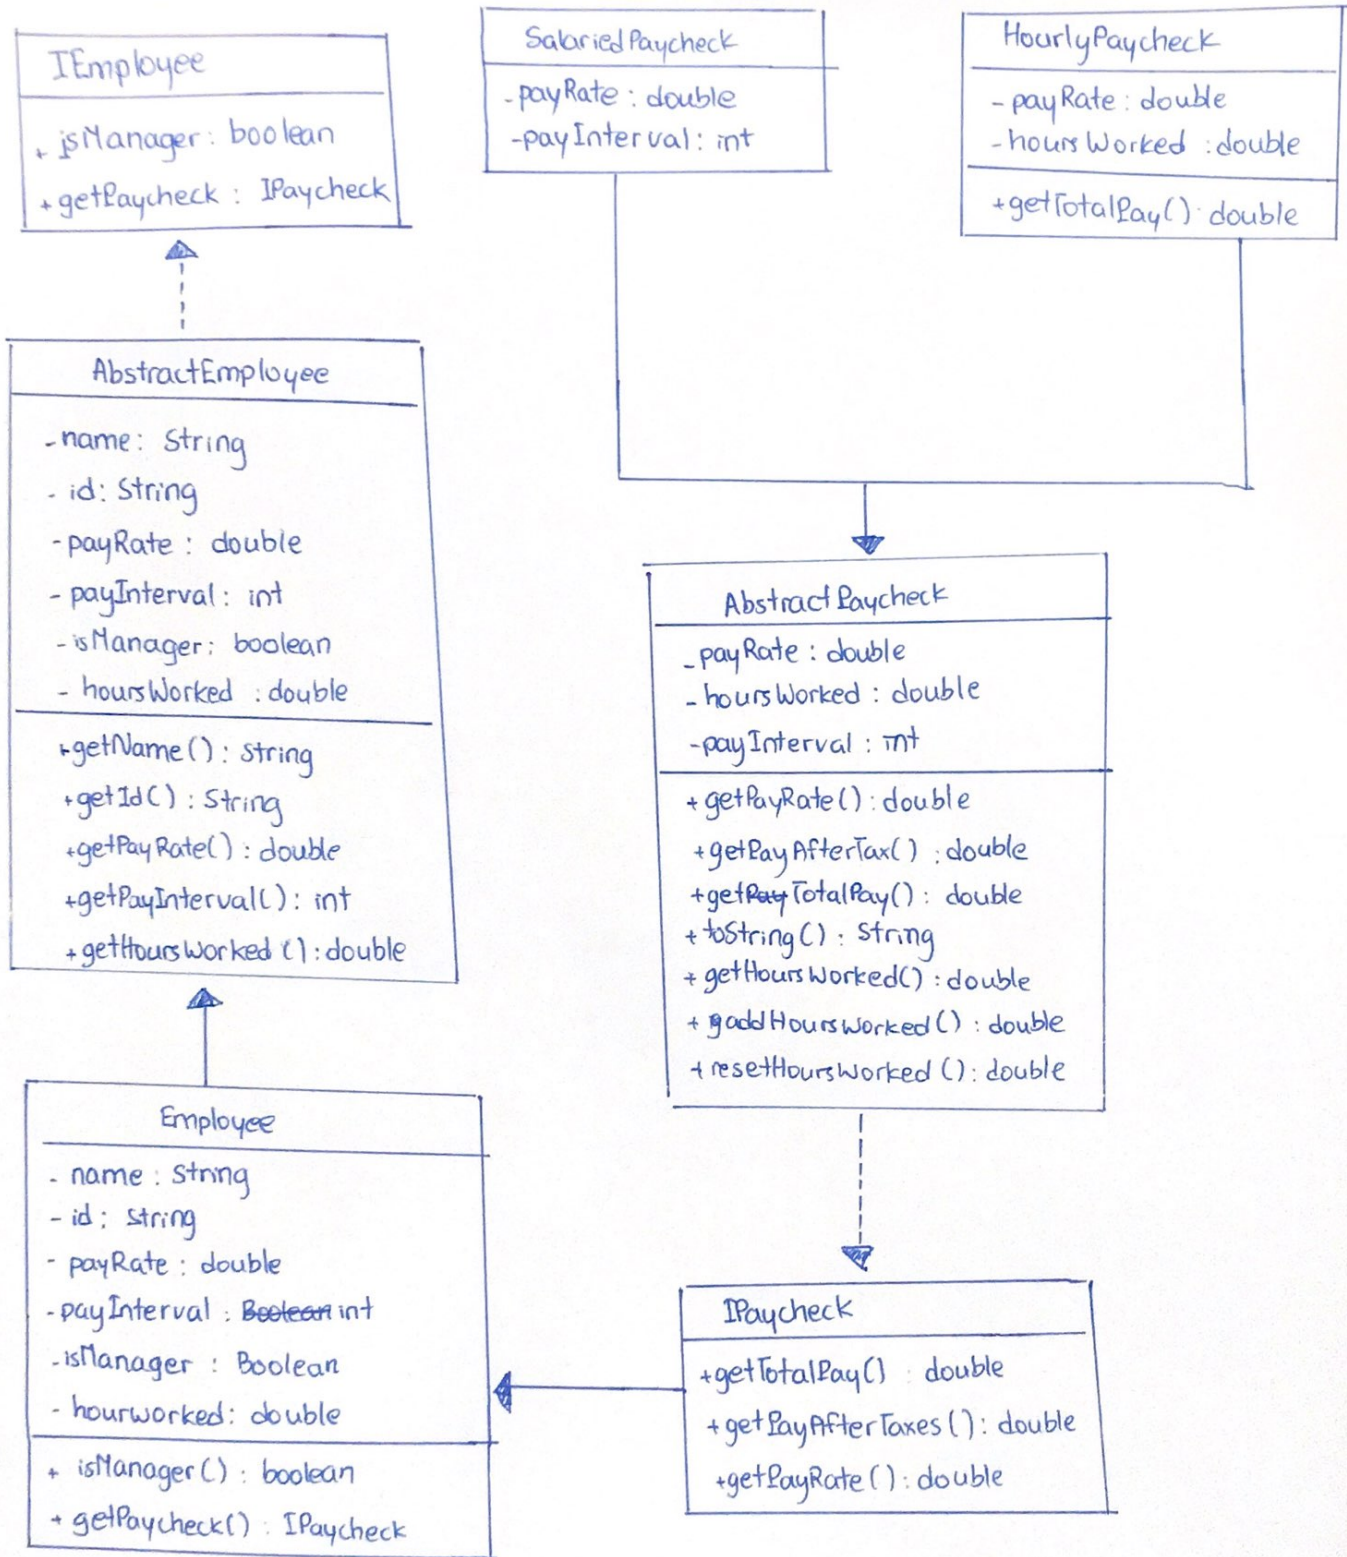 IEmployee
+ isManager: boolean
+ getPaycheck : IPaycheck
SalariedPaycheck
- payRate : double
- payInterval : int
HourlyPaycheck
- payRate : double
- hoursWorked : double
+ getTotalPay() : double
AbstractEmployee
- name: String
- id: String
- payRate : double
- payInterval : int
- isManager: boolean
- hoursWorked : double
+ getName() : String
+ getId() : String
+ getPayRate() : double
+ getPayInterval() : int
+ getHoursWorked() : double
AbstractPaycheck
- payRate : double
- hoursWorked : double
- payInterval : int
+ getPayRate() : double
+ getPayAfterTax() : double
+ getPayTotalPay() : double
+ toString() : String
+ getHoursWorked() : double
+ addHoursWorked() : double
+ resetHoursWorked() : double
Employee
- name : String
- id : String
- payRate : double
- payInterval : Boolean int
- isManager : Boolean
- hourworked : double
+ isManager() : boolean
+ getPaycheck() : IPaycheck
IPaycheck
+ getTotalPay() : double
+ getPayAfterTaxes() : double
+ getPayRate() : double